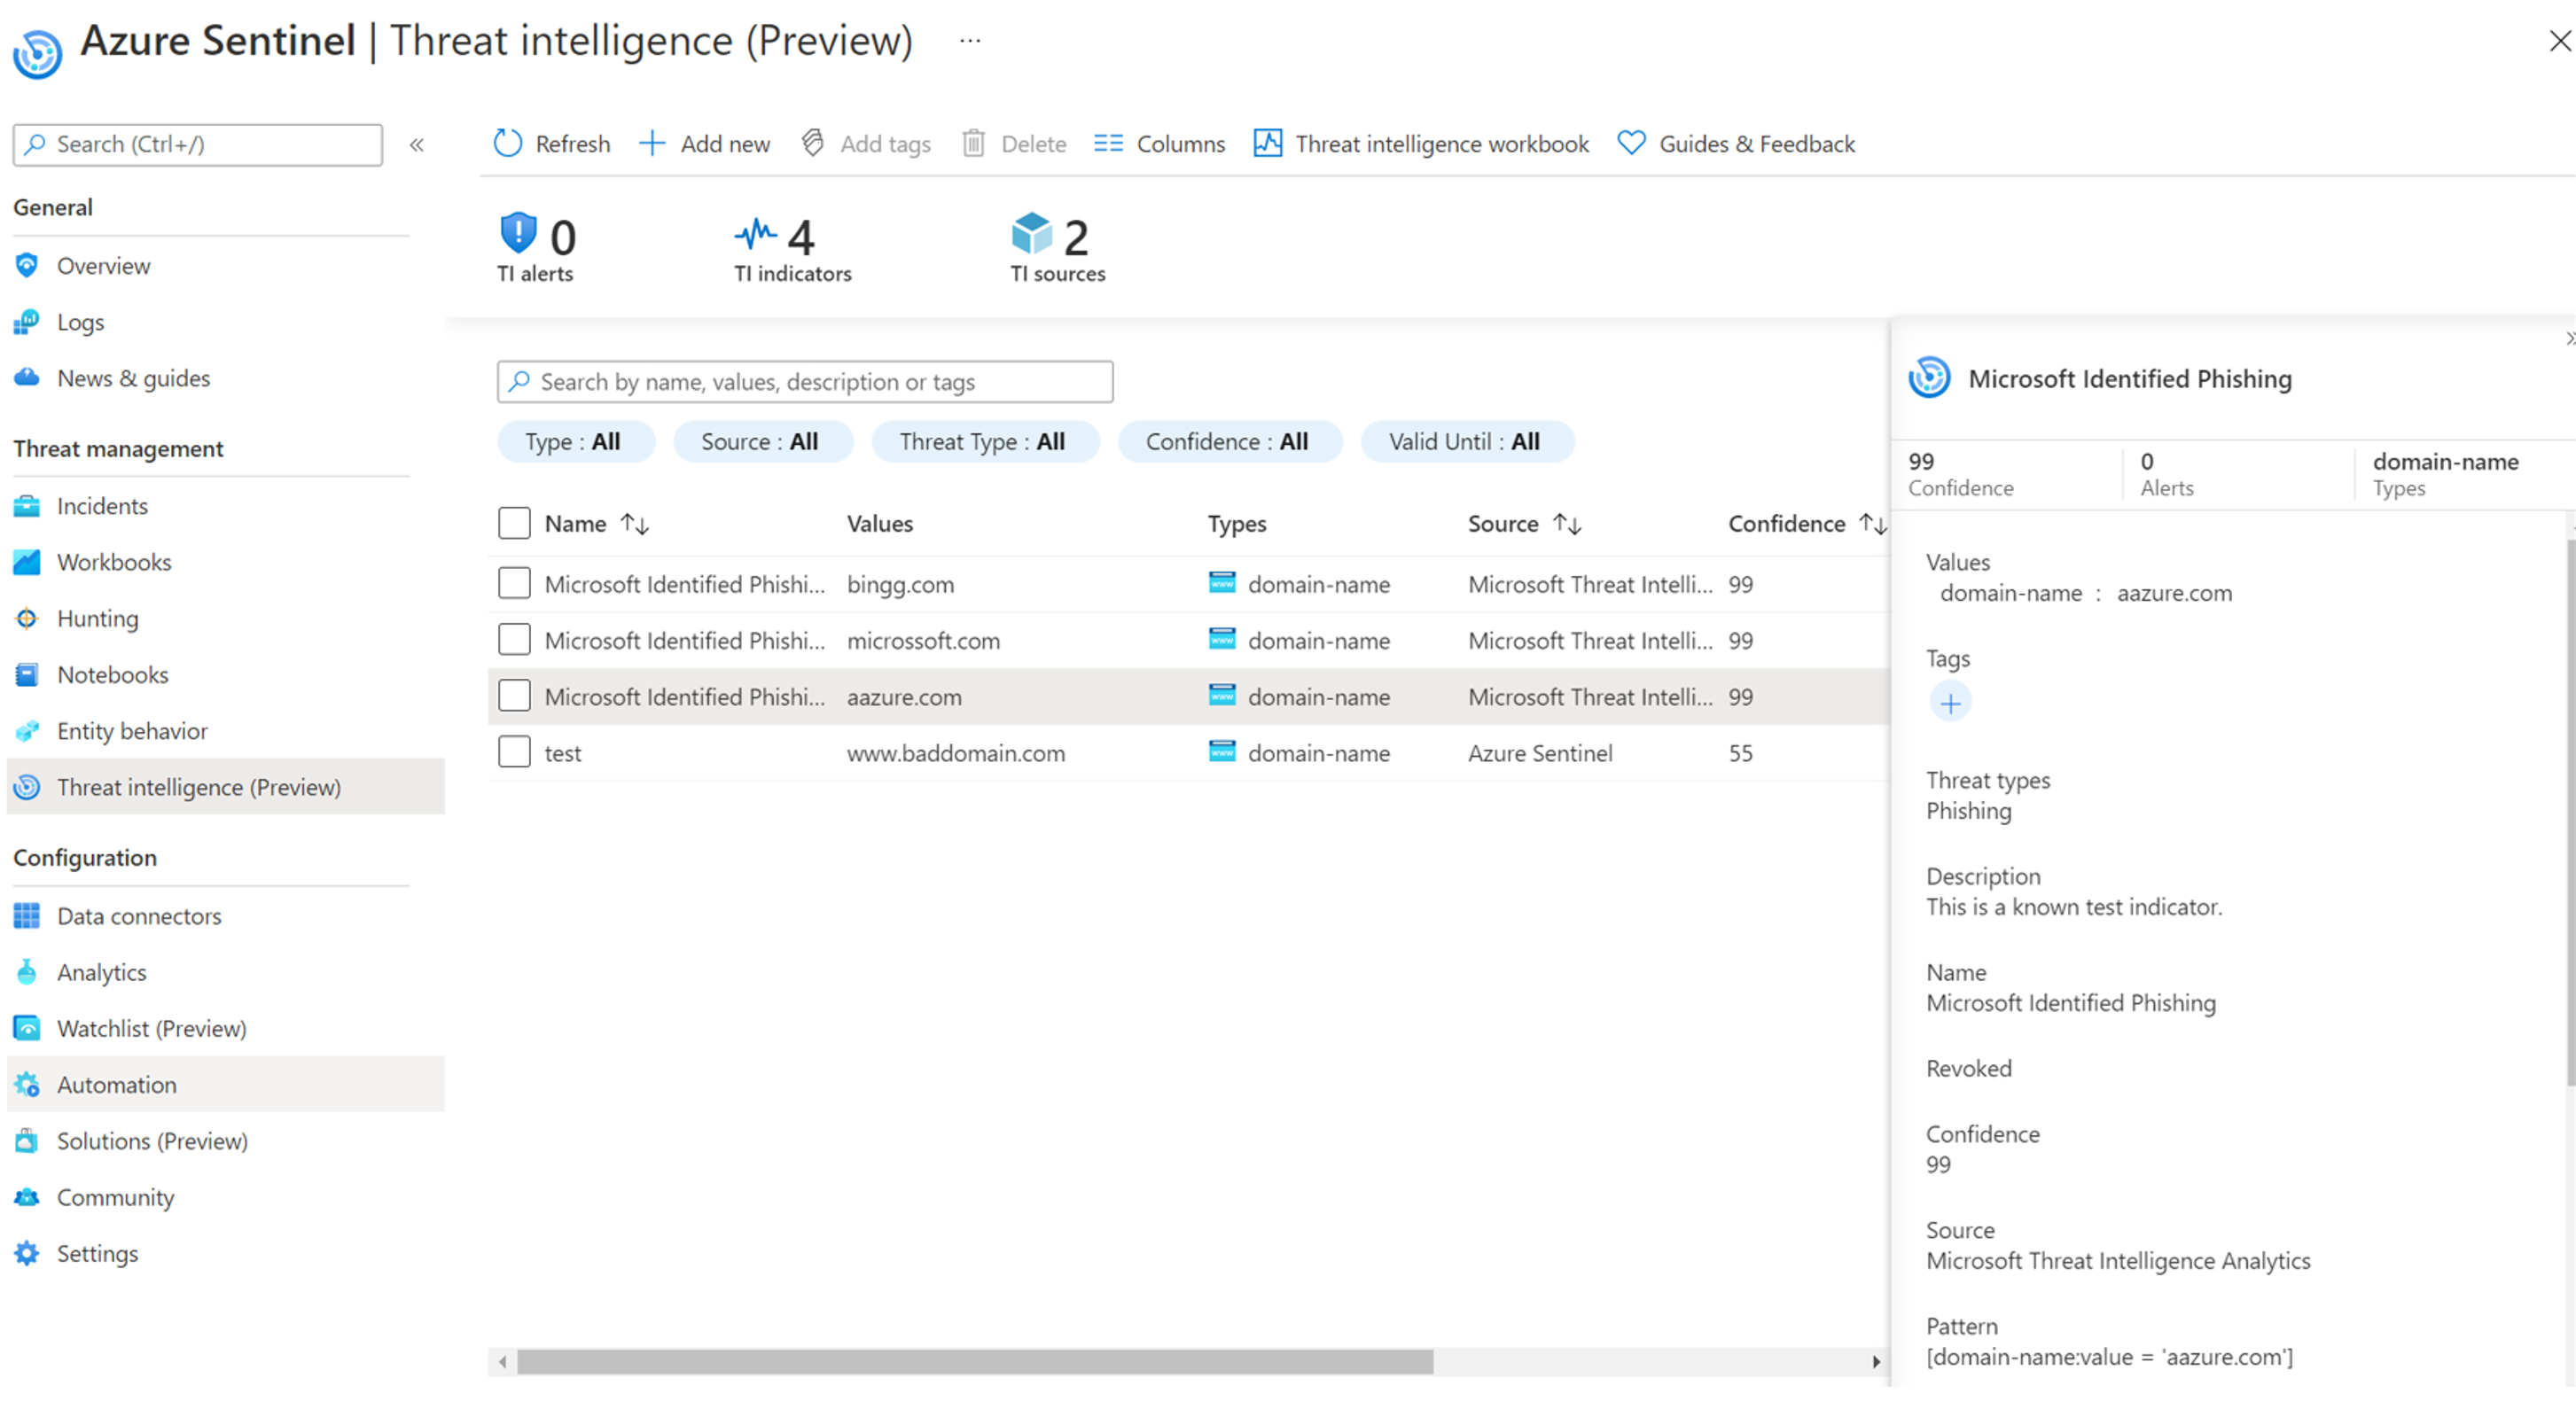 Azure Sentinel | Threat intelligence (Preview) ...
Search (Ctrl+/)
General
Overview
Logs
News & guides
Threat management
Incidents
Workbooks
Hunting
Notebooks
Entity behavior
Threat intelligence (Preview)
Configuration
Data connectors
Analytics
Watchlist (Preview)
Automation
Solutions (Preview)
Community
Settings
Refresh Add new Add tags Delete Columns Threat intelligence workbook Guides & Feedback
0 4 2
TI alerts TI indicators TI sources
Search by name, values, description or tags
Type : All Source : All Threat Type : All Confidence : All Valid Until : All
Name Values Types Source Confidence
Microsoft Identified Phishi... bingg.com domain-name Microsoft Threat Intelli... 99
Microsoft Identified Phishi... microssoft.com domain-name Microsoft Threat Intelli... 99
Microsoft Identified Phishi... aazure.com domain-name Microsoft Threat Intelli... 99
test www.baddomain.com domain-name Azure Sentinel 55
Microsoft Identified Phishing
99 0 domain-name
Confidence Alerts Types
Values
domain-name : aazure.com
Tags
Threat types
Phishing
Description
This is a known test indicator.
Name
Microsoft Identified Phishing
Revoked
Confidence
99
Source
Microsoft Threat Intelligence Analytics
Pattern
[domain-name:value = 'aazure.com']